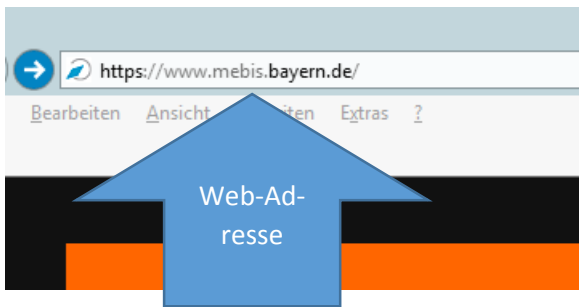 https://www.mebis.bayern.de/
Bearbeiten Ansicht Extras ?
Web-Ad-
resse